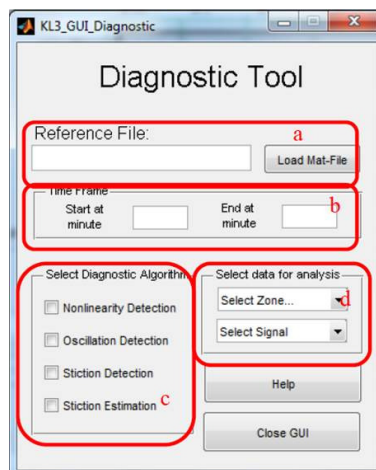 KL3_GUI_Diagnostic
Diagnostic Tool
Reference File:
a
Load Mat-File
Time Frame
Start at minute
End at minute
b
Select Diagnostic Algorithm
Nonlinearity Detection
Oscillation Detection
Stiction Detection
Stiction Estimation
c
Select data for analysis
Select Zone...
d
Select Signal
Help
Close GUI